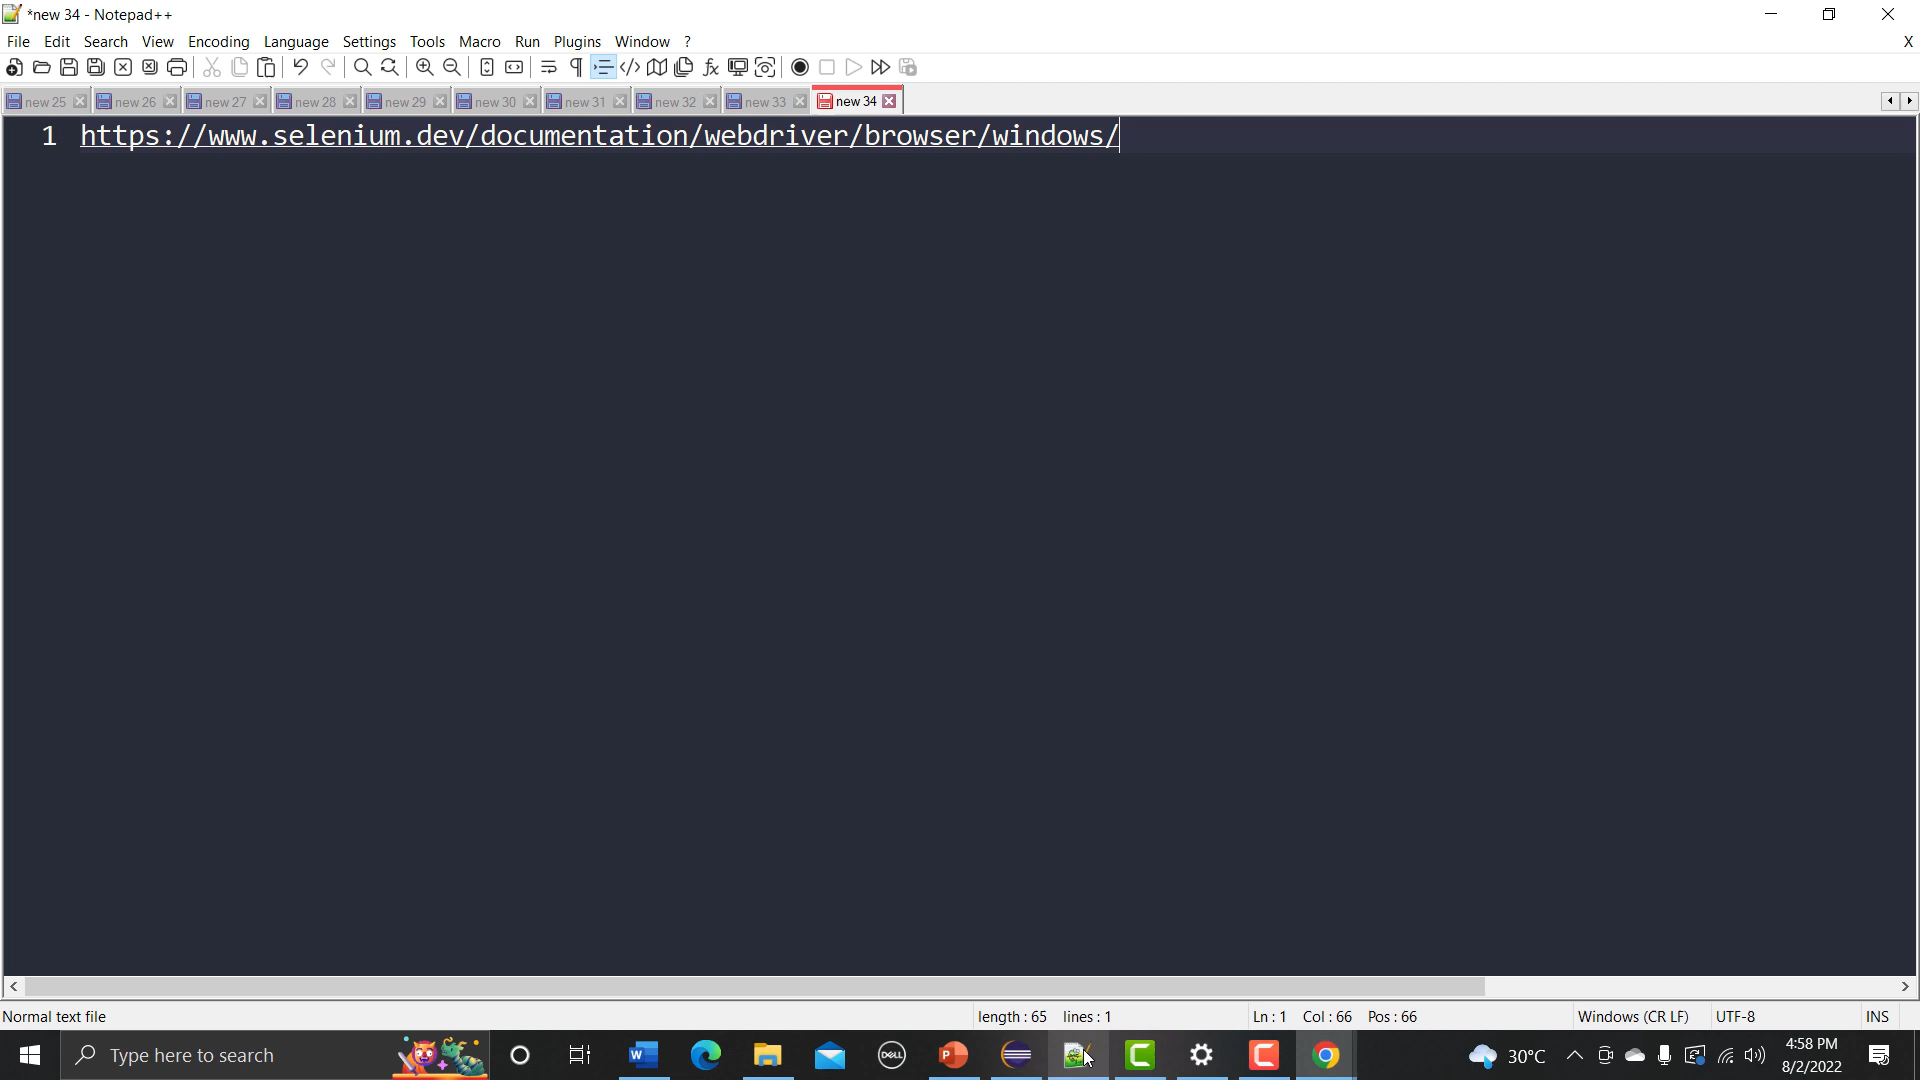 *new 34 - Notepad++
File Edit Search View Encoding Language Settings Tools Macro Run Plugins Window ? X
new 25 new 26 new 27 new 28 new 29 new 30 new 31 new 32 new 33 new 34
1 https://www.selenium.dev/documentation/webdriver/browser/windows/
Normal text file length : 65 lines : 1 Ln : 1 Col : 66 Pos : 66 Windows (CR LF) UTF-8 INS
Type here to search 30°C 4:58 PM
8/2/2022